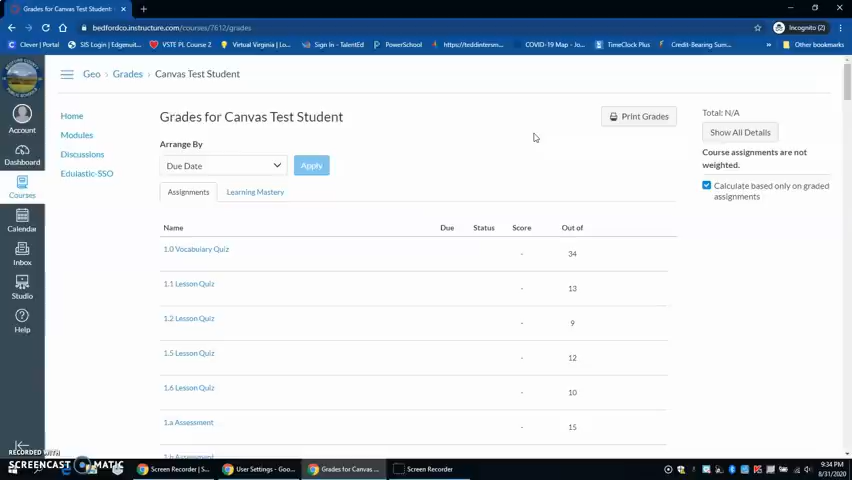 Grades for Canvas Test Student
bedfordco.instructure.com/courses/7612/grades
Incognito (2)
Clever | Portal
SIS Login | Edgenuit...
VSTE PL Course 2
Virtual Virginia | Lo...
Sign In - TalentEd
PowerSchool
https://teddintersm...
COVID-19 Map - Jo...
TimeClock Plus
Credit-Bearing Sum...
»
Other bookmarks
Geo > Grades > Canvas Test Student
Account
Dashboard
Courses
Calendar
Inbox
Studio
Help
Home
Modules
Discussions
Edulastic-SSO
Grades for Canvas Test Student
Print Grades
Arrange By
Due Date
Apply
Assignments
Learning Mastery
Total: N/A
Show All Details
Course assignments are not
weighted.
Calculate based only on graded
assignments
Name Due Status Score Out of
1.0 Vocabulary Quiz - 34
1.1 Lesson Quiz - 13
1.2 Lesson Quiz - 9
1.5 Lesson Quiz - 12
1.6 Lesson Quiz - 10
1.a Assessment - 15
1.b Assessment
RECORDED WITH
SCREENCAST MATIC
Screen Recorder | S...
User Settings - Goo...
Grades for Canvas ...
Screen Recorder
9:34 PM
8/31/2020